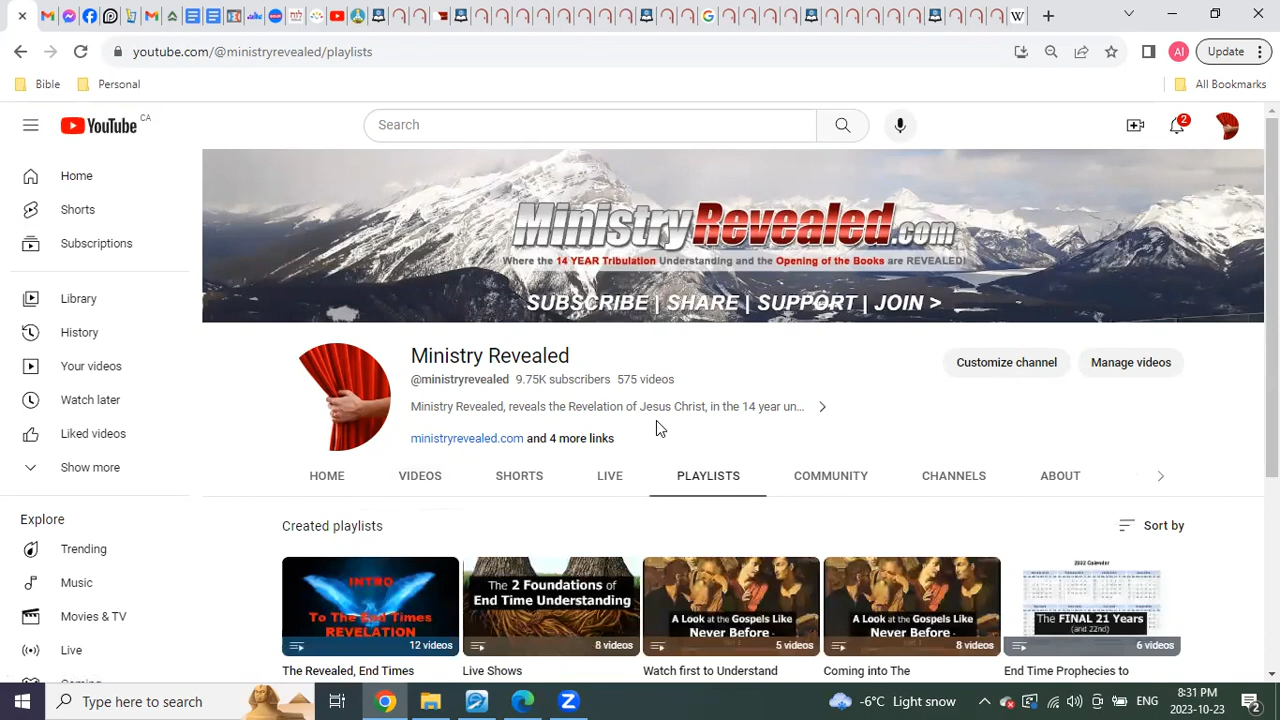 youtube.com/@ministryrevealed/playlists
AI
Update
Bible
Personal
All Bookmarks
YouTube CA
Search
2
Home
Shorts
Subscriptions
Library
History
Your videos
Watch later
Liked videos
Show more
Explore
Trending
Music
Movies & TV
Live
MinistryRevealed.com
Where the 14 YEAR Tribulation Understanding and the Opening of the Books are REVEALED!
SUBSCRIBE | SHARE | SUPPORT | JOIN >
Ministry Revealed
@ministryrevealed 9.75K subscribers 575 videos
Ministry Revealed, reveals the Revelation of Jesus Christ, in the 14 year un...
ministryrevealed.com and 4 more links
Customize channel
Manage videos
HOME VIDEOS SHORTS LIVE PLAYLISTS COMMUNITY CHANNELS ABOUT
Created playlists
Sort by
INTRO
To The End Times
REVELATION
12 videos
The Revealed, End Times
The 2 Foundations of
End Time Understanding
8 videos
Live Shows
A Look at the Gospels Like
Never Before -
5 videos
Watch first to Understand
A Look at the Gospels Like
Never Before -
8 videos
Coming into The
2022 Calendar
The FINAL 21 Years
(and 22nd)
6 videos
End Time Prophecies to
Type here to search
-6°C Light snow
ENG
8:31 PM
2023-10-23
2